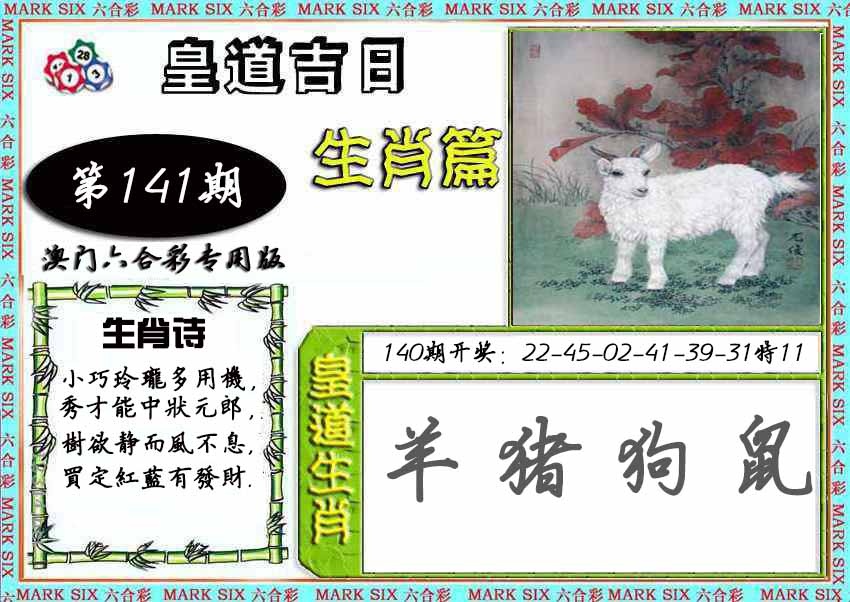 MARK SIX 六合彩 MARK SIX 六合彩 MARK SIX 六合彩 MARK SIX 六合彩 MARK SIX 六合彩
28
1
3
皇道吉日
生肖篇
第141期
澳门六合彩专用版
生肖诗
小巧玲瓏多用機,
秀才能中狀元郎,
樹欲静而風不息,
買定紅藍有發財.
140期开奖:22-45-02-41-39-31特11
皇道生肖
羊 猪 狗 鼠
MARK SIX 六合彩 MARK SIX 六合彩 MARK SIX 六合彩 MARK SIX 六合彩 MARK SIX 六合彩